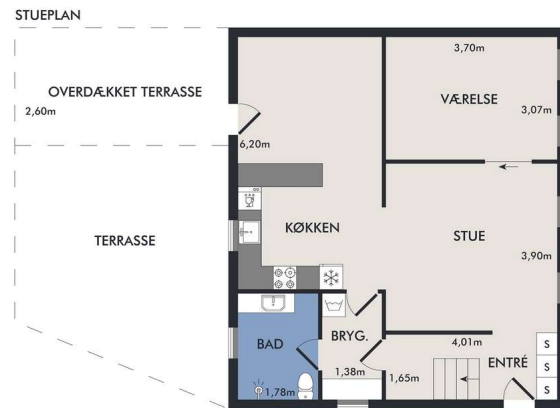 STUEPLAN
3,70m
OVERDÆKKET TERRASSE
VÆRELSE
2,60m
3,07m
6,20m
KØKKEN
STUE
TERRASSE
3,90m
BAD
BRYG.
4,01m
ENTRÉ
S
S
S
1,38m
1,65m
1,78m